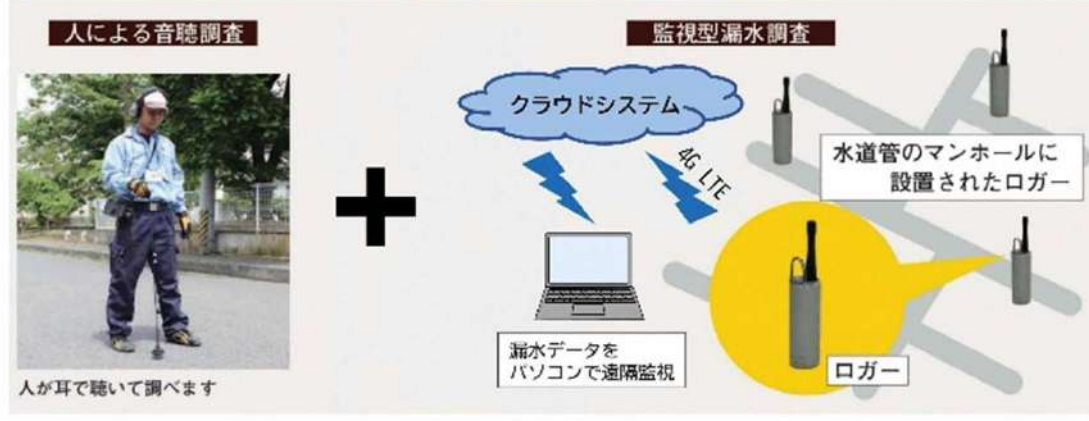 人による音聴調査
人が耳で聴いて調べます
監視型漏水調査
クラウドシステム
4G LTE
漏水データを
パソコンで遠隔監視
水道管のマンホールに
設置されたロガー
ロガー